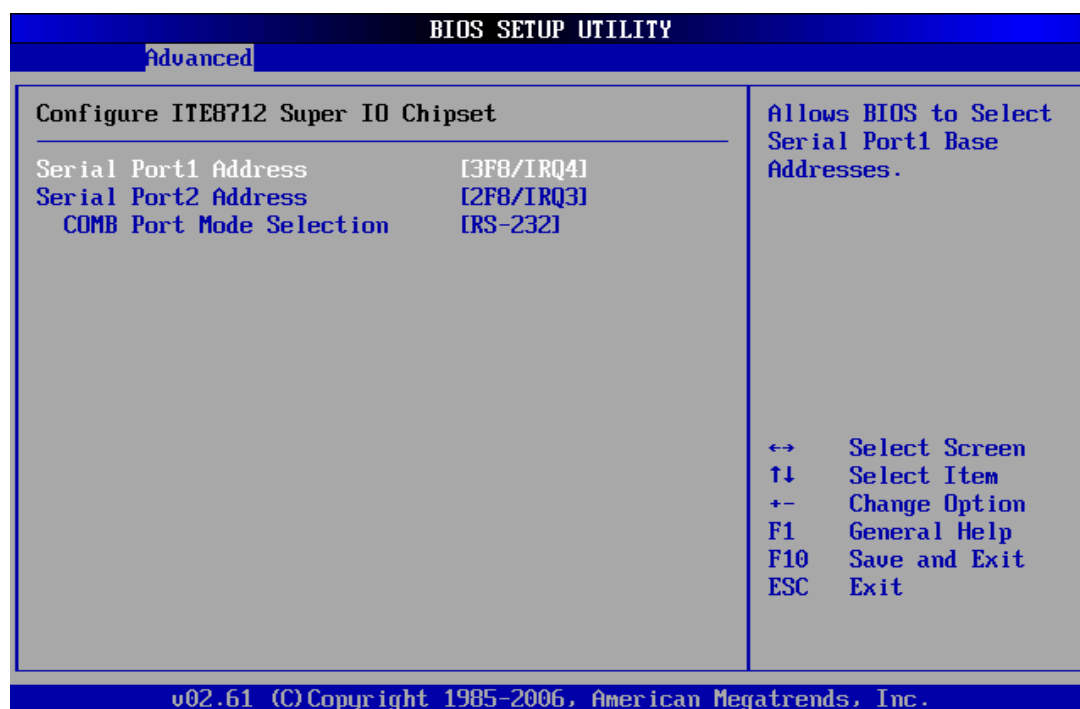 BIOS SETUP UTILITY
Advanced
Configure ITE8712 Super IO Chipset
Serial Port1 Address [3F8/IRQ4]
Serial Port2 Address [2F8/IRQ3]
COMB Port Mode Selection [RS-232]
Allows BIOS to Select
Serial Port1 Base
Addresses.
←→ Select Screen
↑↓ Select Item
+- Change Option
F1 General Help
F10 Save and Exit
ESC Exit
v02.61 (C)Copyright 1985-2006, American Megatrends, Inc.